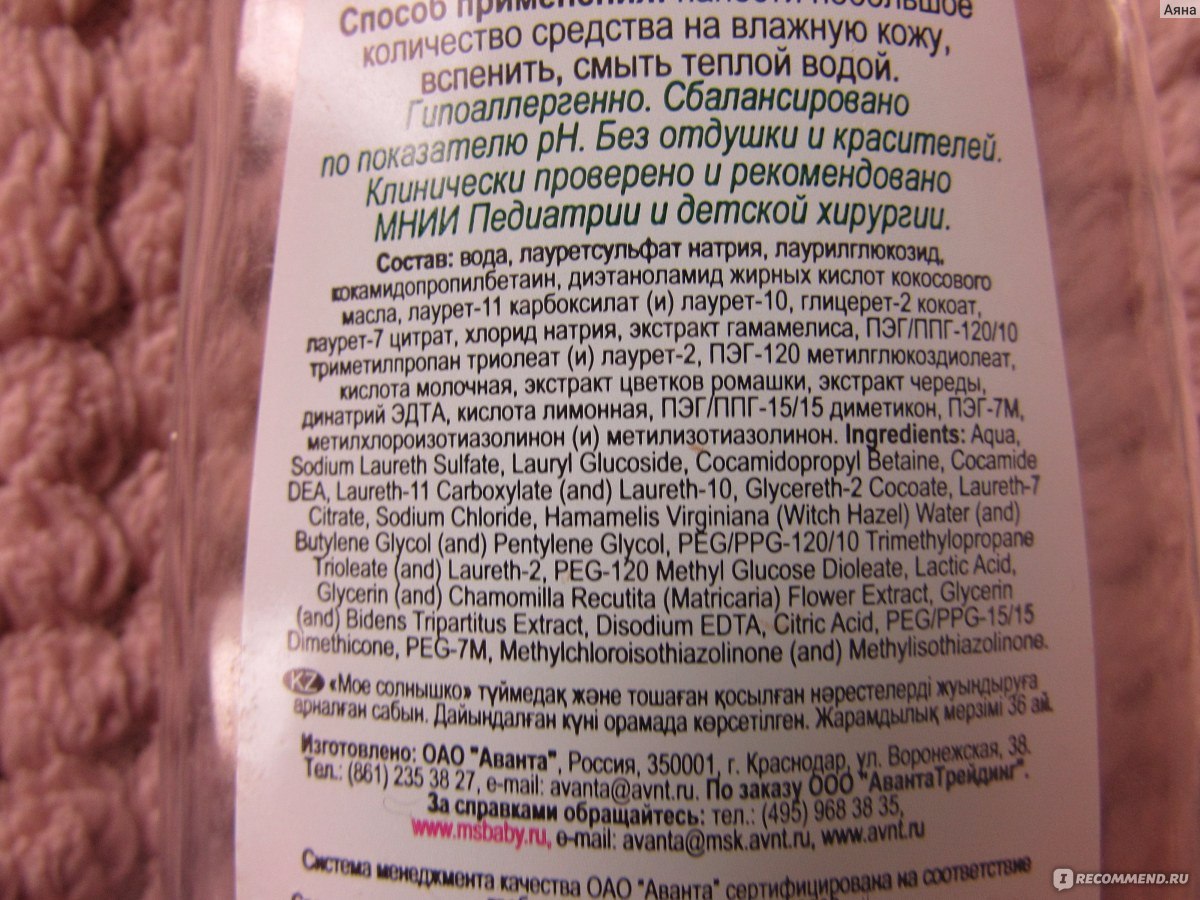 Аяна
Способ применения: нанести небольшое
количество средства на влажную кожу,
вспенить, смыть теплой водой.
Гипоаллергенно. Сбалансировано
по показателю pH. Без отдушки и красителей.
Клинически проверено и рекомендовано
МНИИ Педиатрии и детской хирургии.
Состав: вода, лауретсульфат натрия, лаурилглюкозид,
кокамидопропилбетаин, диэтаноламид жирных кислот кокосового
масла, лаурет-11 карбоксилат (и) лаурет-10, глицерет-2 кокоат,
лаурет-7 цитрат, хлорид натрия, экстракт гамамелиса, ПЭГ/ППГ-120/10
триметилпропан триолеат (и) лаурет-2, ПЭГ-120 метилглюкоздиолеат,
кислота молочная, экстракт цветков ромашки, экстракт череды,
динатрий ЭДТА, кислота лимонная, ПЭГ/ППГ-15/15 диметикон, ПЭГ-7М,
метилхлороизотиазолинон (и) метилизотиазолинон. Ingredients: Aqua,
Sodium Laureth Sulfate, Lauryl Glucoside, Cocamidopropyl Betaine, Cocamide
DEA, Laureth-11 Carboxylate (and) Laureth-10, Glycereth-2 Cocoate, Laureth-7
Citrate, Sodium Chloride, Hamamelis Virginiana (Witch Hazel) Water (and)
Butylene Glycol (and) Pentylene Glycol, PEG/PPG-120/10 Trimethylopropane
Trioleate (and) Laureth-2, PEG-120 Methyl Glucose Dioleate, Lactic Acid,
Glycerin (and) Chamomilla Recutita (Matricaria) Flower Extract, Glycerin
(and) Bidens Tripartitus Extract, Disodium EDTA, Citric Acid, PEG/PPG-15/15
Dimethicone, PEG-7M, Methylchloroisothiazolinone (and) Methylisothiazolinone.
KZ «Мое солнышко» түймедақ және тошаған қосылған нәрестелерді жуындыруға
арналған сабын. Дайындалған күні орамада көрсетілген. Жарамдылық мерзімі 36 ай.
Изготовлено: ОАО "Аванта", Россия, 350001, г. Краснодар, ул. Воронежская, 38.
Тел.: (861) 235 38 27, e-mail: avanta@avnt.ru. По заказу ООО "АвантаТрейдинг".
За справками обращайтесь: тел.: (495) 968 38 35,
www.msbaby.ru, e-mail: avanta@msk.avnt.ru, www.avnt.ru
Система менеджмента качества ОАО "Аванта" сертифицирована на соответствие
IRECOMMEND.RU